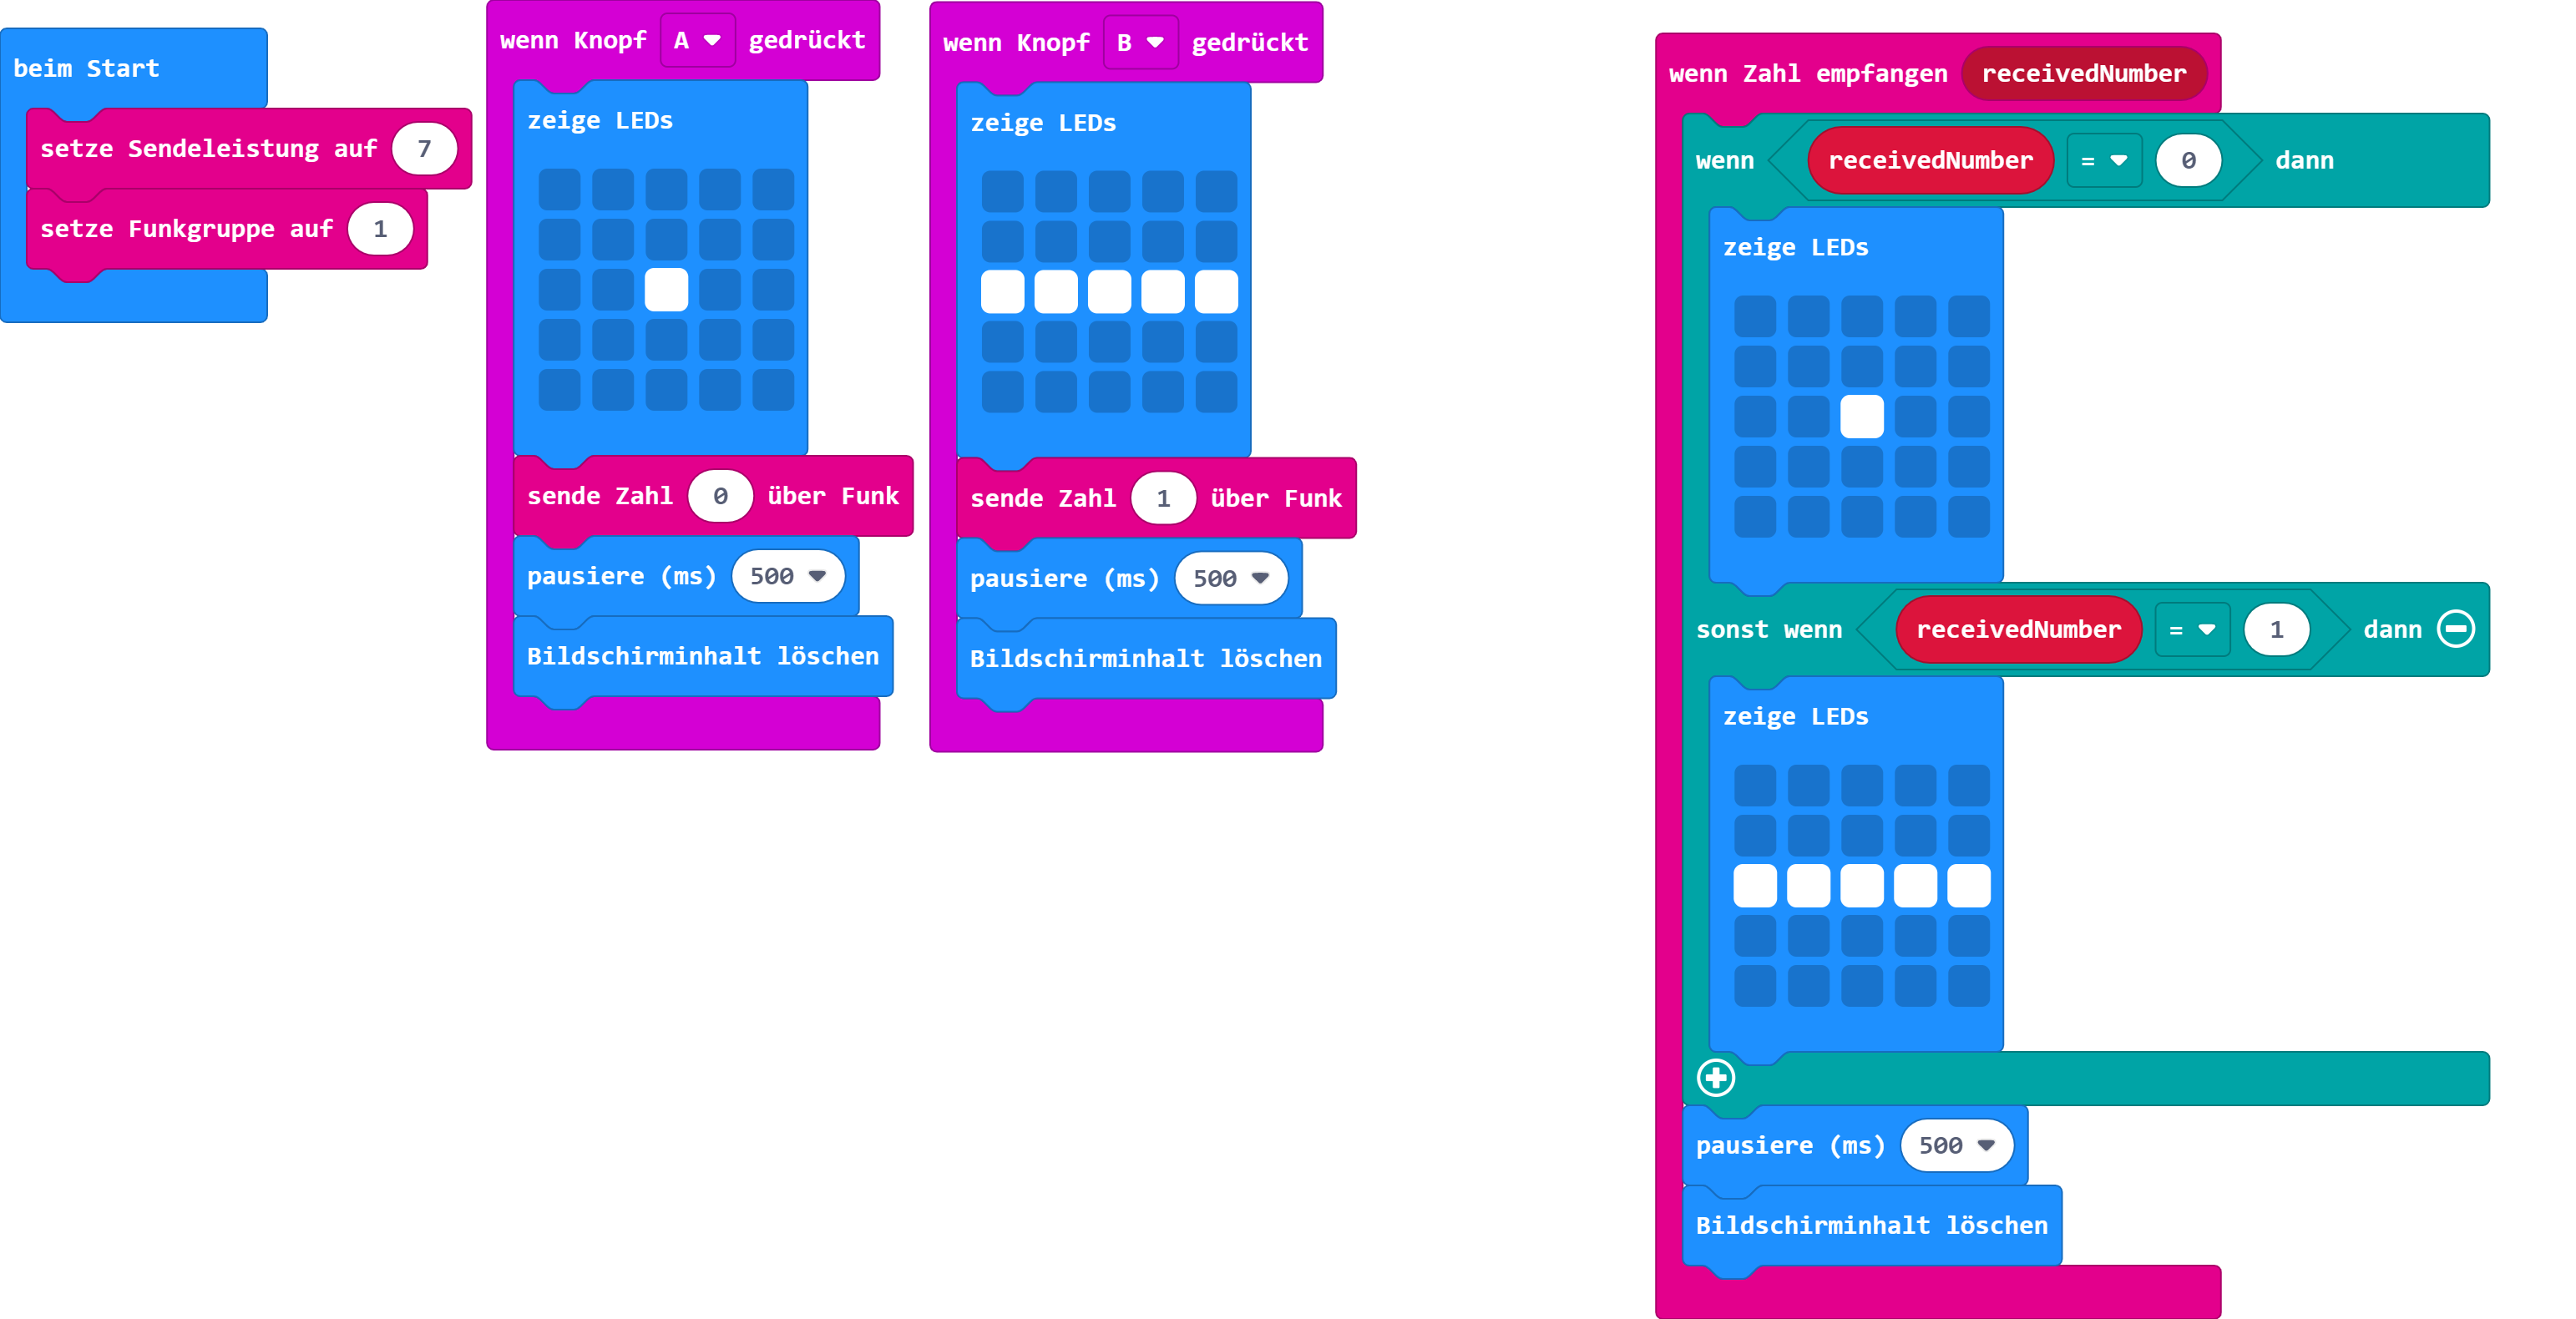 beim Start
setze Sendeleistung auf 7
setze Funkgruppe auf 1
wenn Knopf A gedrückt
zeige LEDs
sende Zahl 0 über Funk
pausiere (ms) 500
Bildschirminhalt löschen
wenn Knopf B gedrückt
zeige LEDs
sende Zahl 1 über Funk
pausiere (ms) 500
Bildschirminhalt löschen
wenn Zahl empfangen receivedNumber
wenn receivedNumber = 0 dann
zeige LEDs
sonst wenn receivedNumber = 1 dann
zeige LEDs
pausiere (ms) 500
Bildschirminhalt löschen